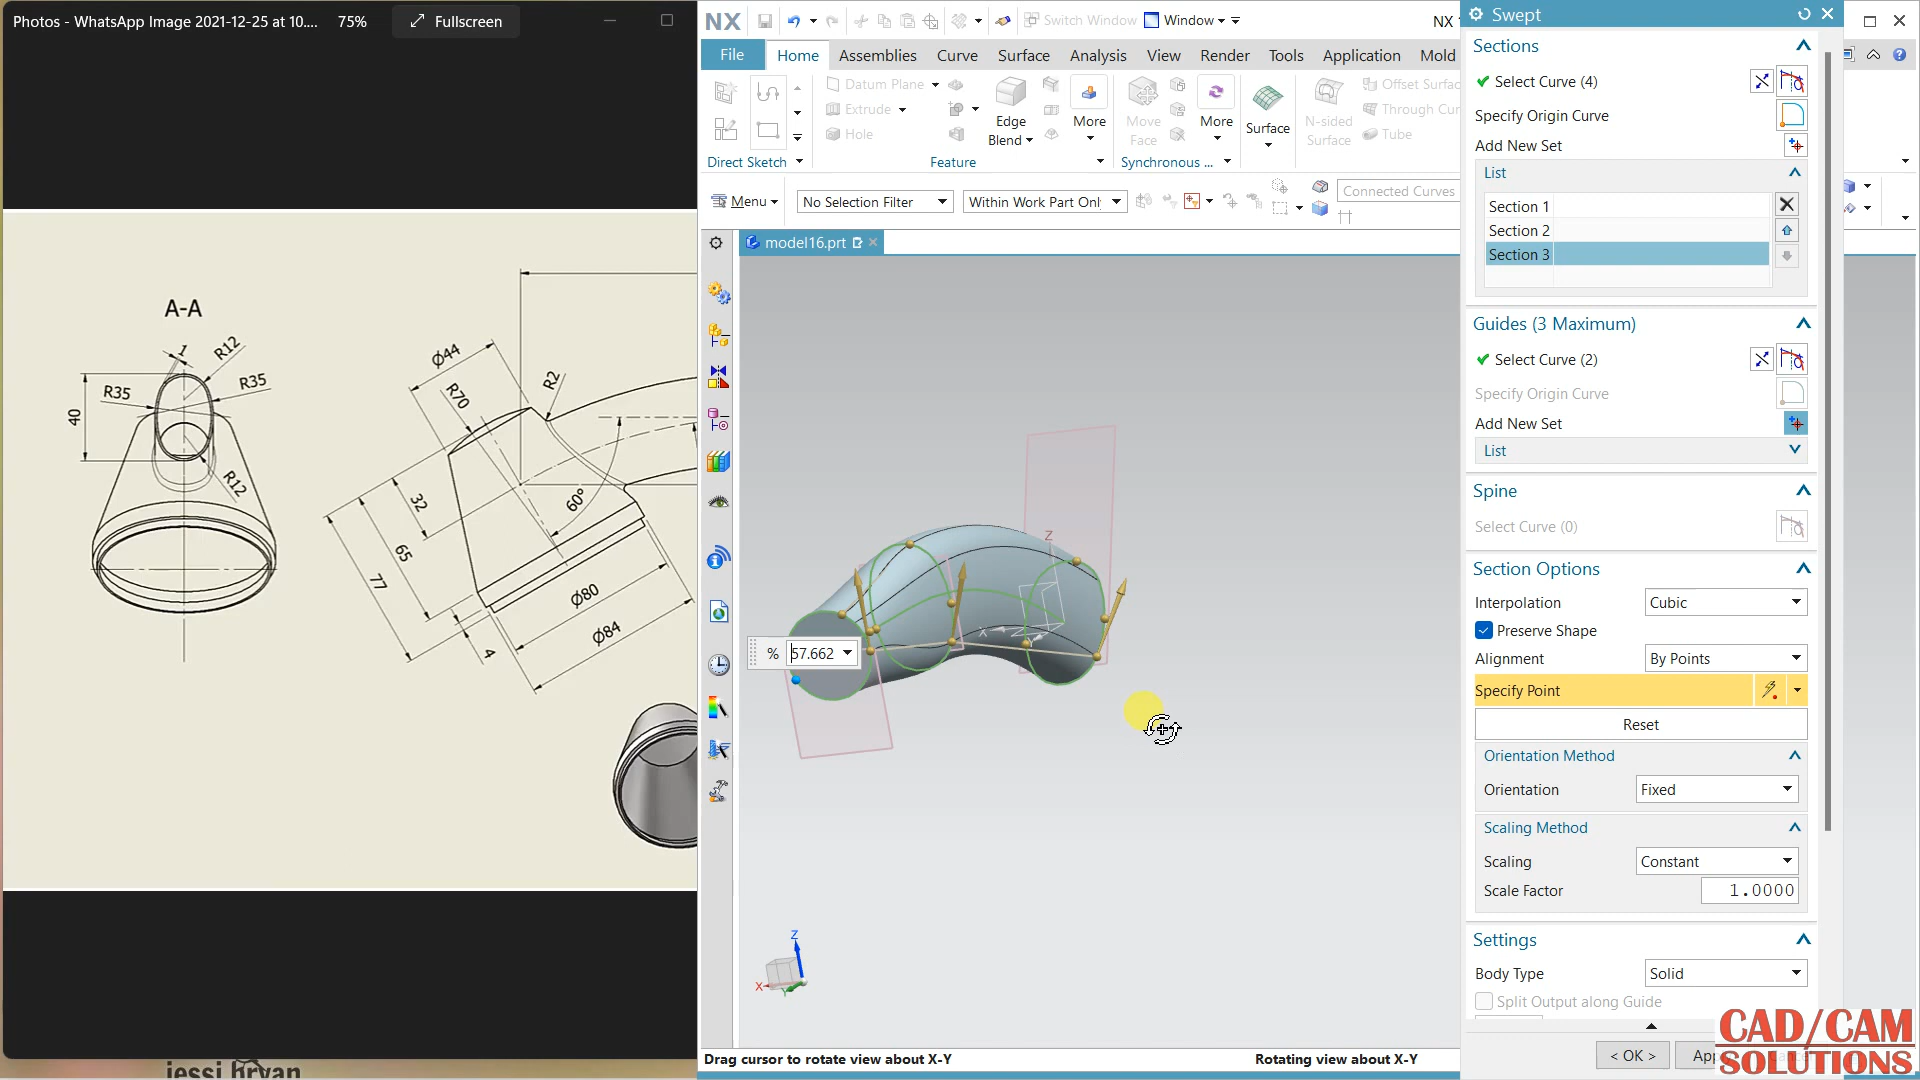 Photos - WhatsApp Image 2021-12-25 at 10....
75%
Fullscreen
A-A
1
R12
R35
R35
40
R12
Ø44
R70
R2
32
60°
65
77
Ø80
Ø84
4
jessi bryan
NX
Switch Window
Window
NX
File
Home
Assemblies
Curve
Surface
Analysis
View
Render
Tools
Application
Mold
Datum Plane
Extrude
Hole
Edge
Blend
More
Move
Face
More
Surface
N-sided
Surface
Offset Surfac
Through Cur
Tube
Direct Sketch
Feature
Synchronous ...
Menu
No Selection Filter
Within Work Part Onl
Connected Curves
model16.prt
Z
X
%
57.662
Z
X
Y
Drag cursor to rotate view about X-Y
Rotating view about X-Y
Swept
Sections
Select Curve (4)
Specify Origin Curve
Add New Set
List
Section 1
Section 2
Section 3
Guides (3 Maximum)
Select Curve (2)
Specify Origin Curve
Add New Set
List
Spine
Select Curve (0)
Section Options
Interpolation
Cubic
Preserve Shape
Alignment
By Points
Specify Point
Reset
Orientation Method
Orientation
Fixed
Scaling Method
Scaling
Constant
Scale Factor
1.0000
Settings
Body Type
Solid
Split Output along Guide
< OK >
App
CAD/CAM
SOLUTIONS